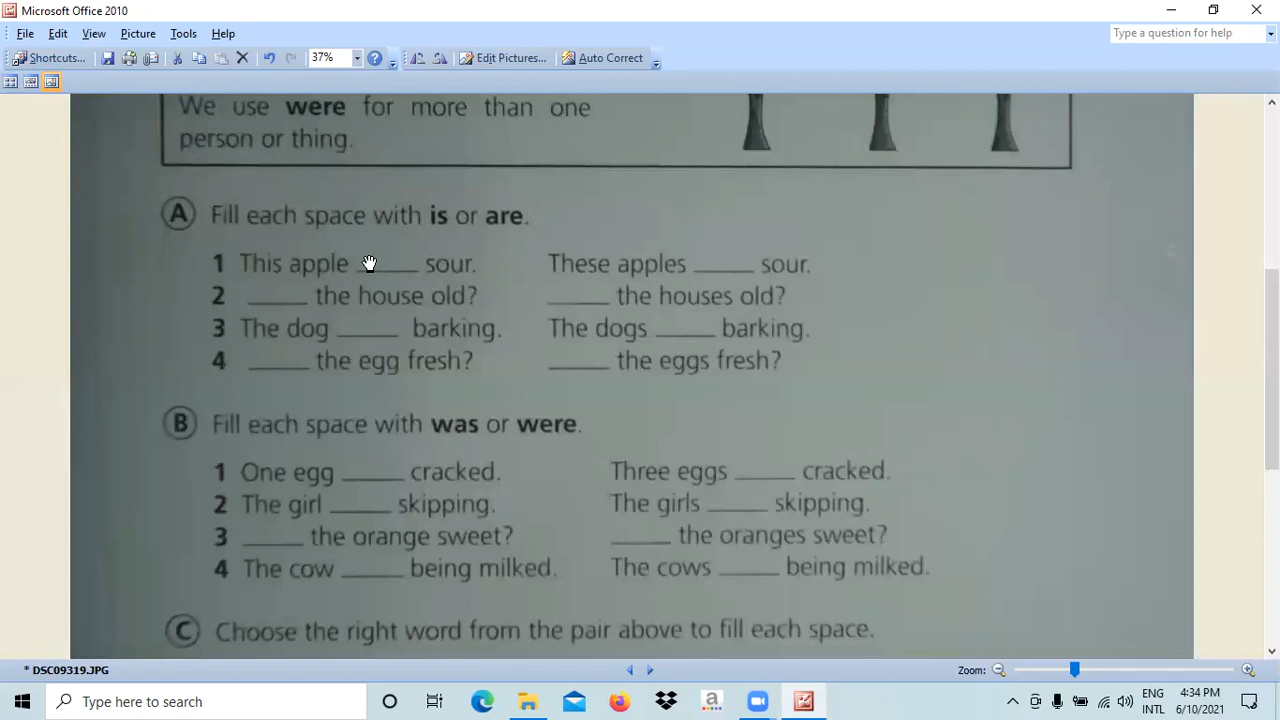 Microsoft Office 2010
File Edit View Picture Tools Help
Type a question for help
Shortcuts... 37% Edit Pictures... Auto Correct
We use were for more than one
person or thing.
A Fill each space with is or are.
1 This apple _____ sour. These apples _____ sour.
2 _____ the house old? _____ the houses old?
3 The dog _____ barking. The dogs _____ barking.
4 _____ the egg fresh? _____ the eggs fresh?
B Fill each space with was or were.
1 One egg _____ cracked. Three eggs _____ cracked.
2 The girl _____ skipping. The girls _____ skipping.
3 _____ the orange sweet? _____ the oranges sweet?
4 The cow _____ being milked. The cows _____ being milked.
C Choose the right word from the pair above to fill each space.
* DSC09319.JPG Zoom:
Type here to search
ENG 4:34 PM
INTL 6/10/2021